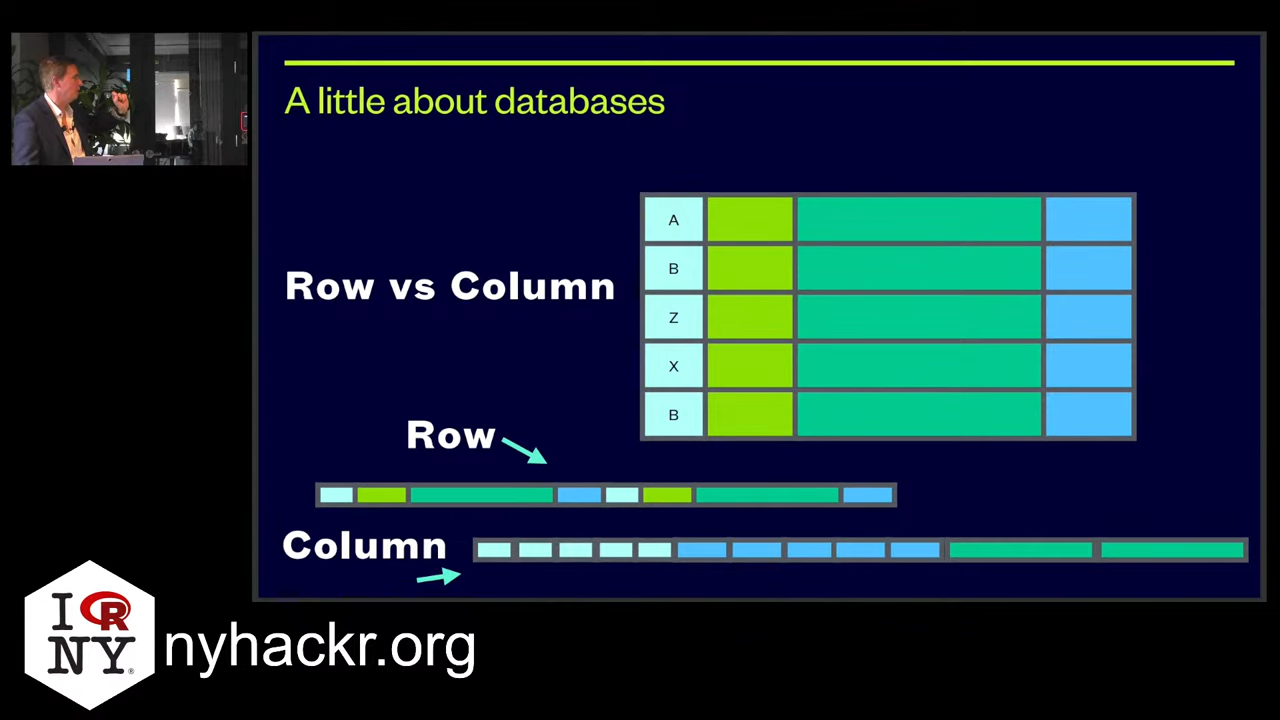 A little about databases
Row vs Column
A
B
Z
X
B
Row
Column
I R
NY
nyhackr.org